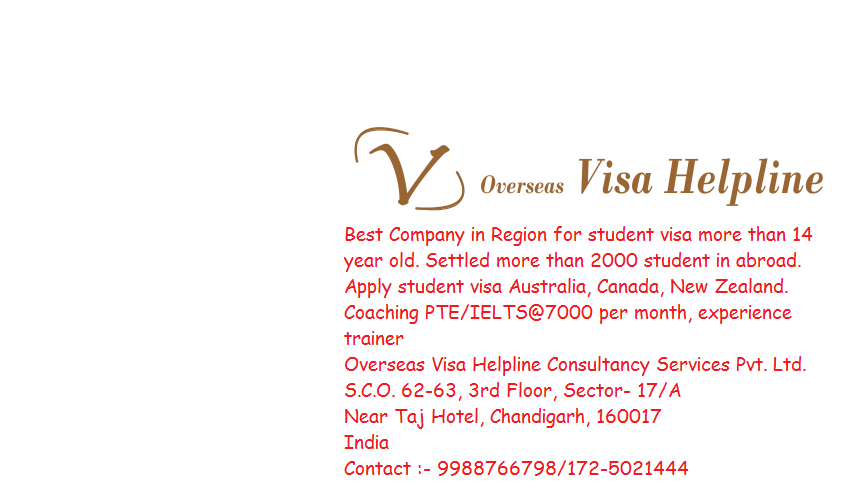 V Overseas Visa Helpline
Best Company in Region for student visa more than 14
year old. Settled more than 2000 student in abroad.
Apply student visa Australia, Canada, New Zealand.
Coaching PTE/IELTS@7000 per month, experience
trainer
Overseas Visa Helpline Consultancy Services Pvt. Ltd.
S.C.O. 62-63, 3rd Floor, Sector- 17/A
Near Taj Hotel, Chandigarh, 160017
India
Contact :- 9988766798/172-5021444